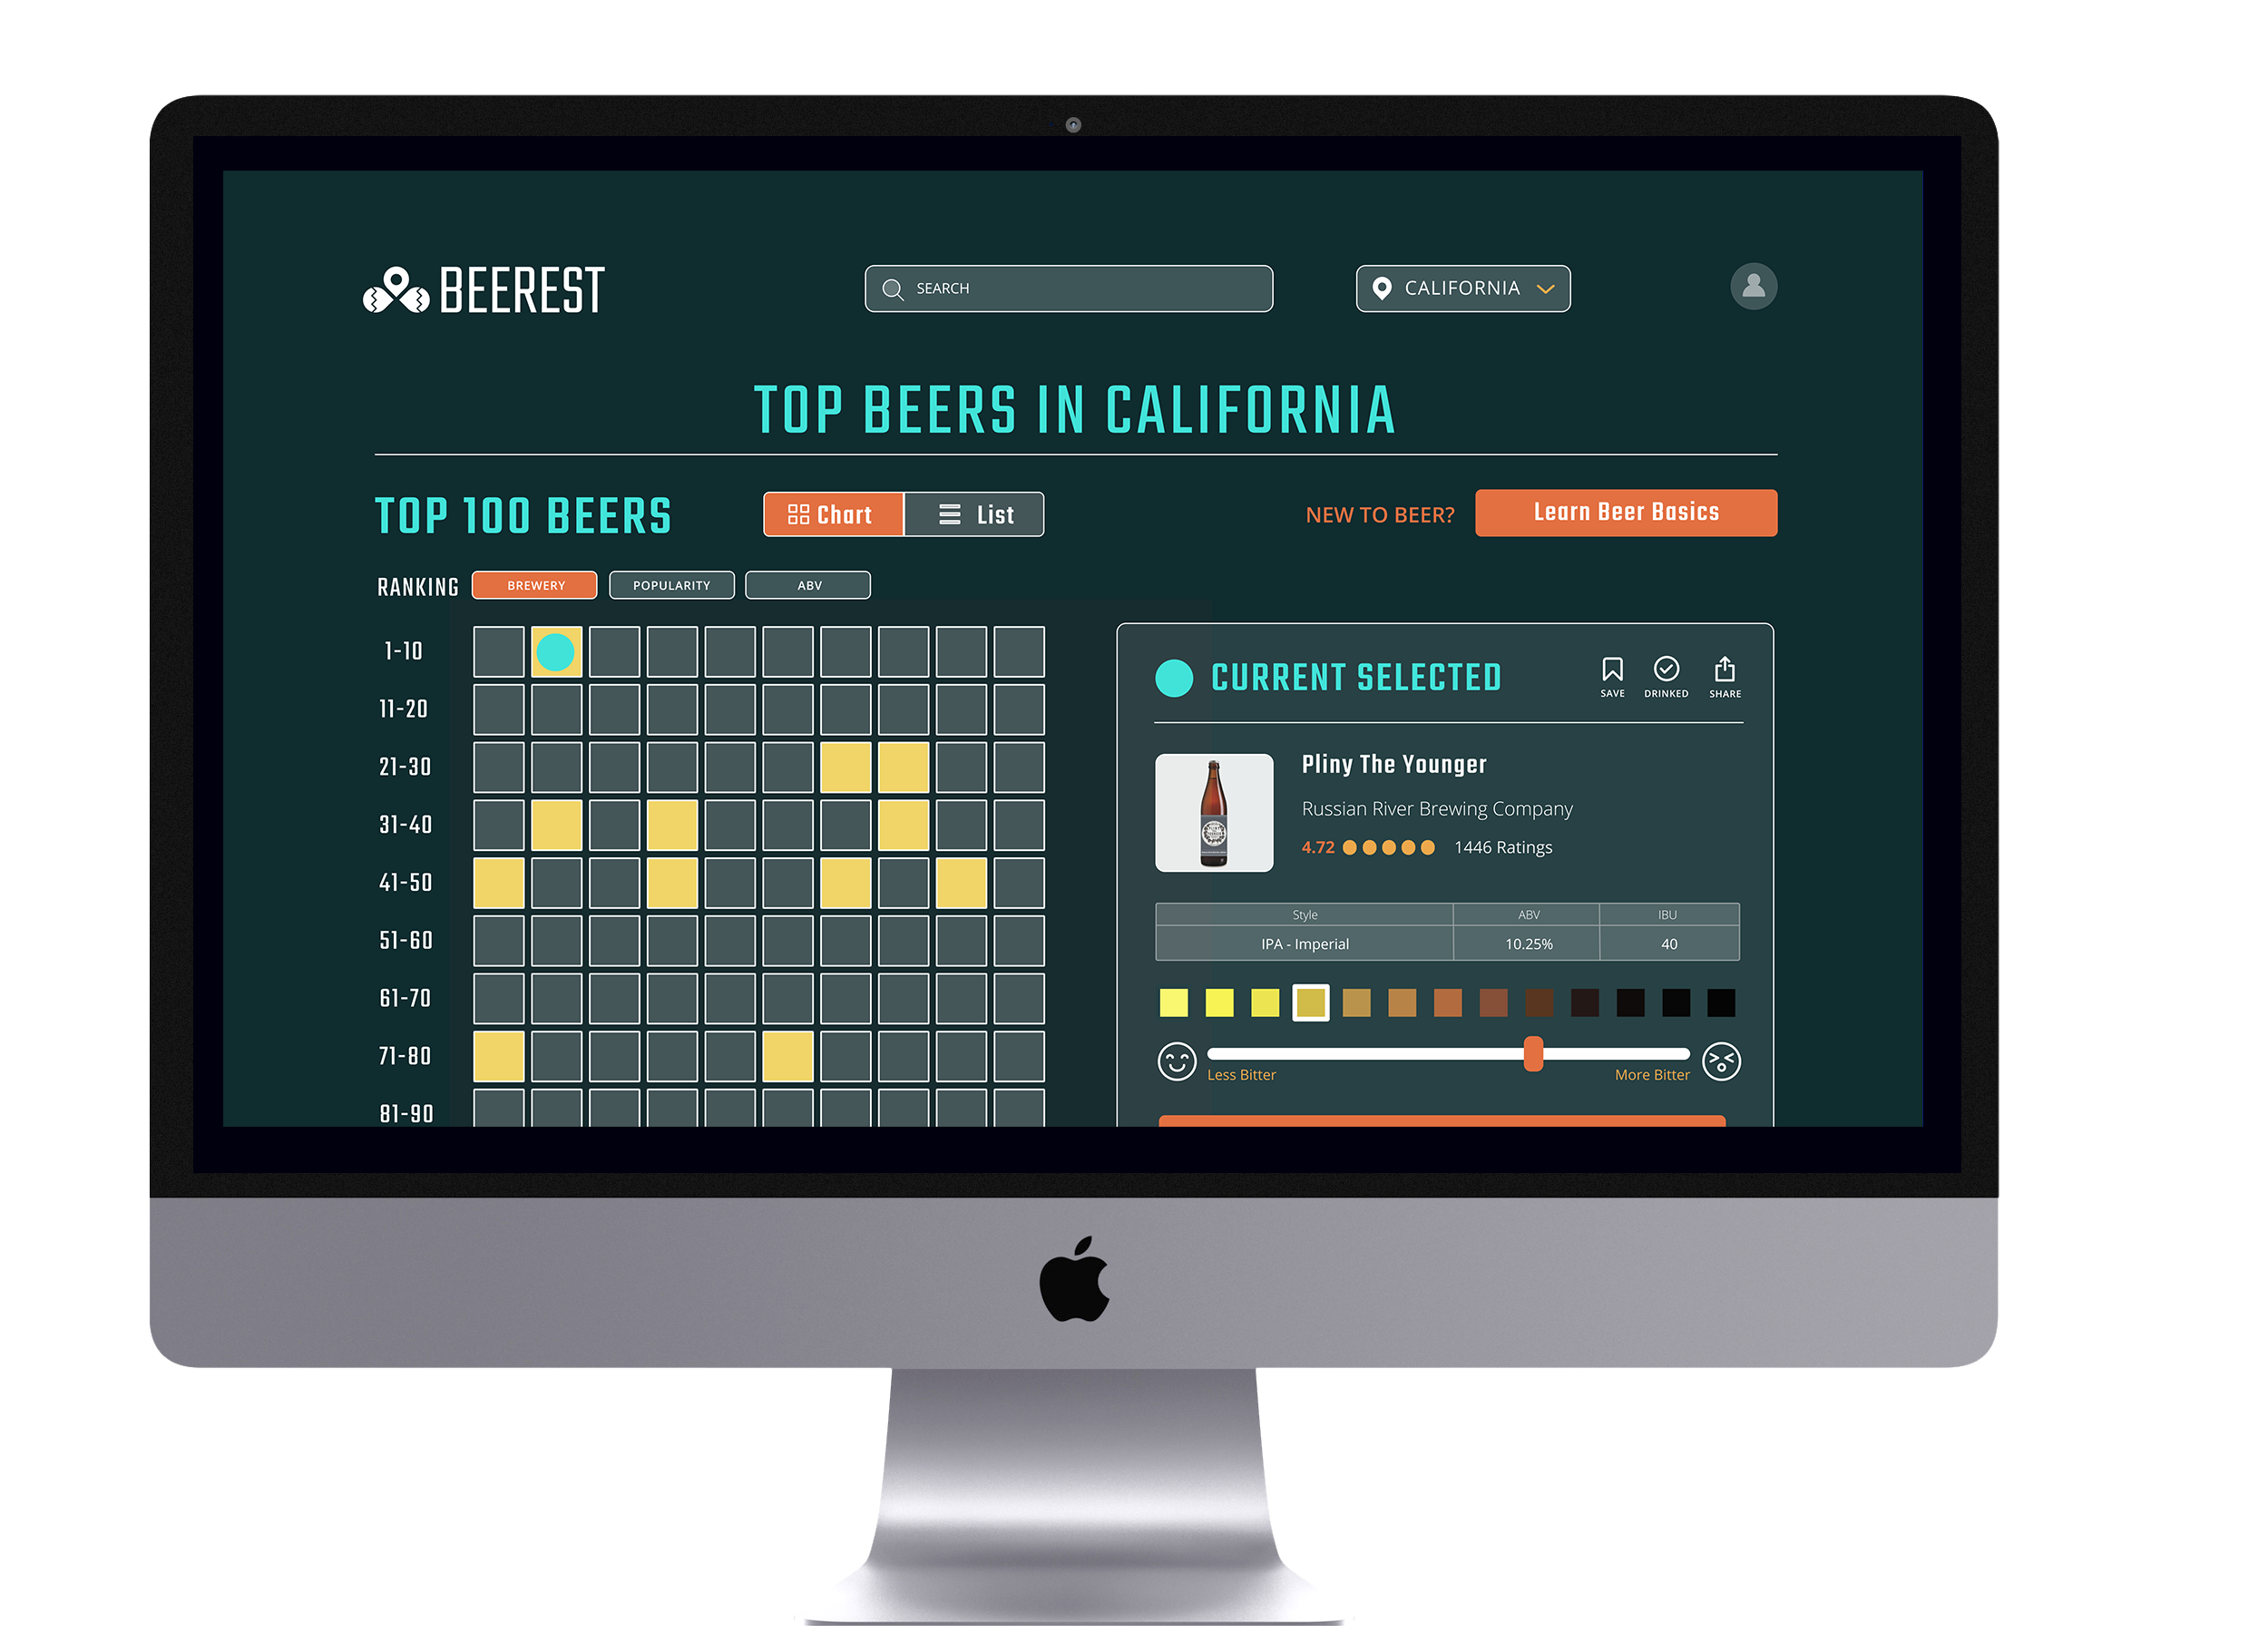 BEEREST
SEARCH
CALIFORNIA
TOP BEERS IN CALIFORNIA
TOP 100 BEERS
Chart
List
NEW TO BEER?
Learn Beer Basics
RANKING
BREWERY
POPULARITY
ABV
1-10
11-20
21-30
31-40
41-50
51-60
61-70
71-80
81-90
CURRENT SELECTED
SAVE
DRINKED
SHARE
Pliny The Younger
Russian River Brewing Company
4.72
1446 Ratings
Style ABV IBU
IPA - Imperial 10.25% 40
Less Bitter
More Bitter